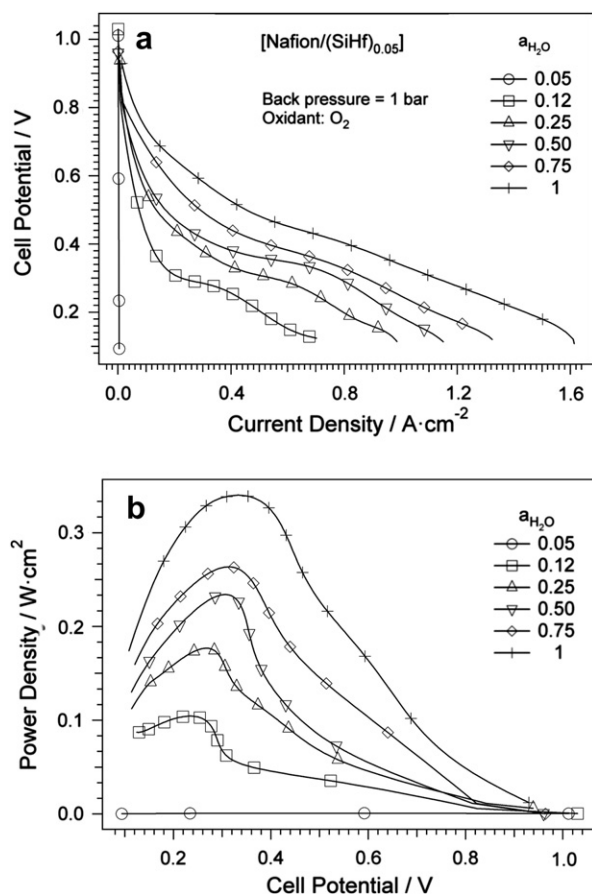 a
[Nafion/(SiHf)0.05]
aH2O
0.05
0.12
0.25
0.50
0.75
1
Back pressure = 1 bar
Oxidant: O2
1.0
0.8
0.6
0.4
0.2
Cell Potential / V
0.0
0.4
0.8
1.2
1.6
Current Density / A·cm-2
b
aH2O
0.05
0.12
0.25
0.50
0.75
1
0.3
0.2
0.1
0.0
Power Density / W·cm2
0.2
0.4
0.6
0.8
1.0
Cell Potential / V